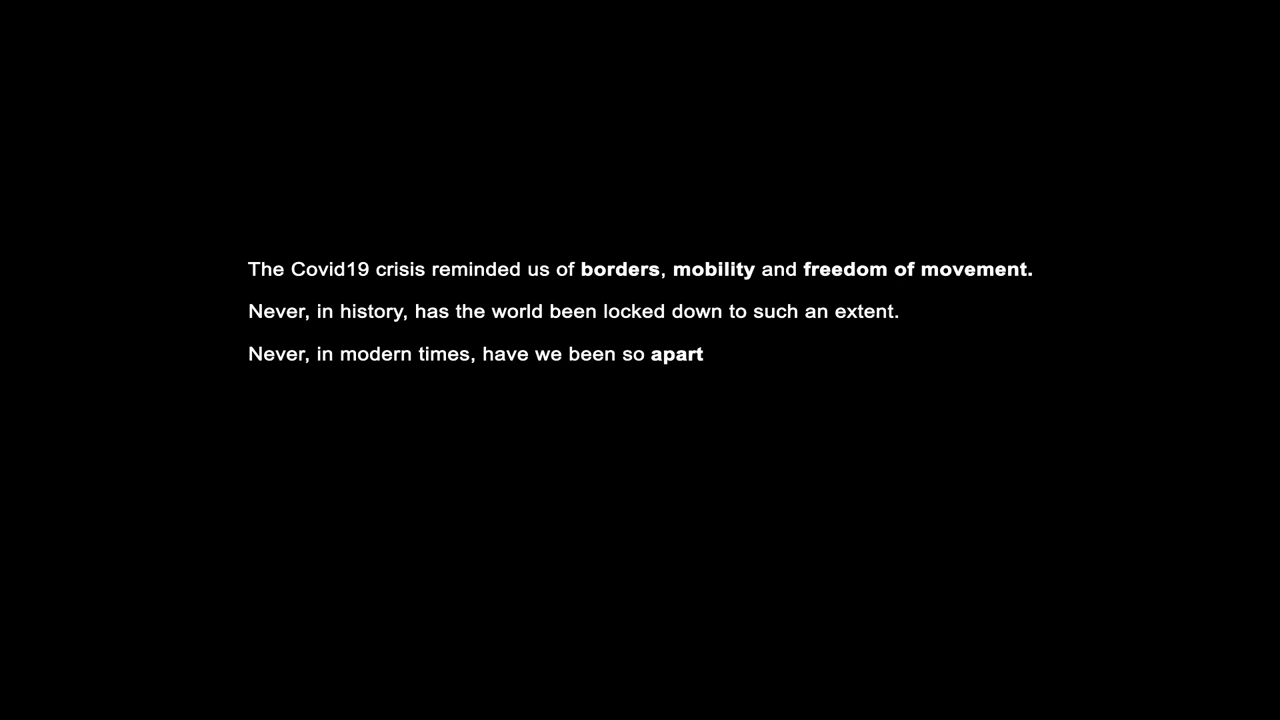 The Covid19 crisis reminded us of borders, mobility and freedom of movement.
Never, in history, has the world been locked down to such an extent.
Never, in modern times, have we been so apart